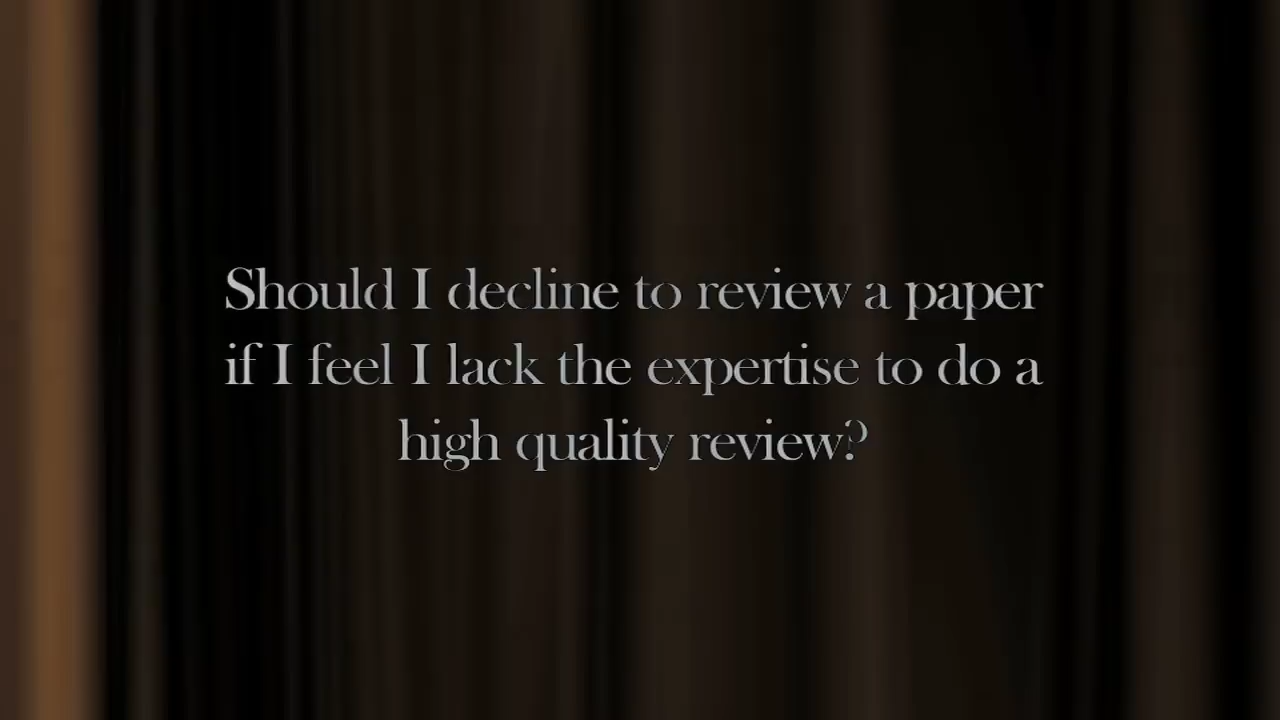 Should I decline to review a paper
if I feel I lack the expertise to do a
high quality review?